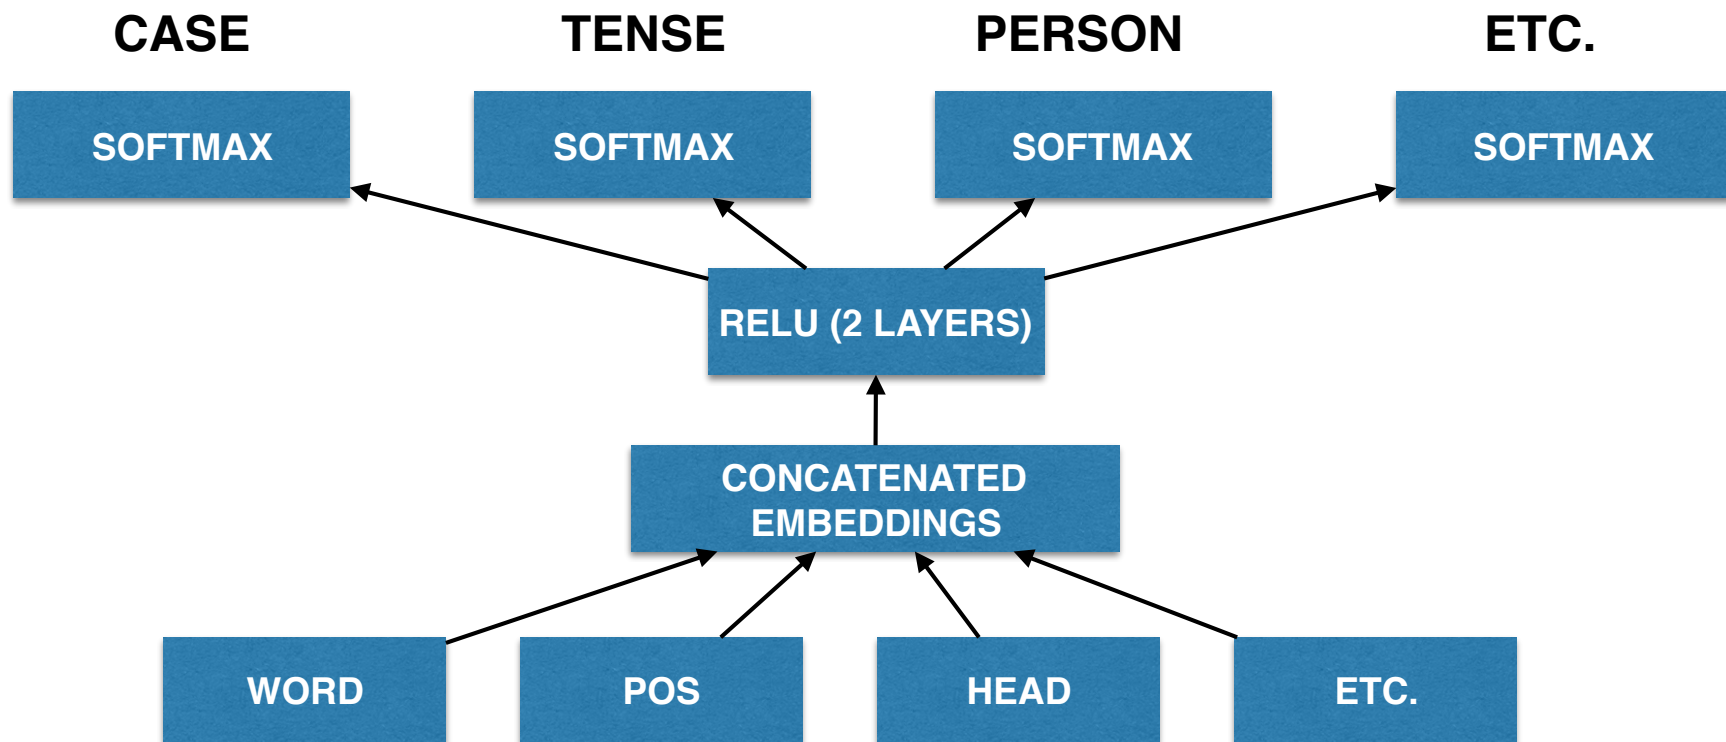 CASE TENSE PERSON ETC.
SOFTMAX SOFTMAX SOFTMAX SOFTMAX
RELU (2 LAYERS)
CONCATENATED
EMBEDDINGS
WORD POS HEAD ETC.